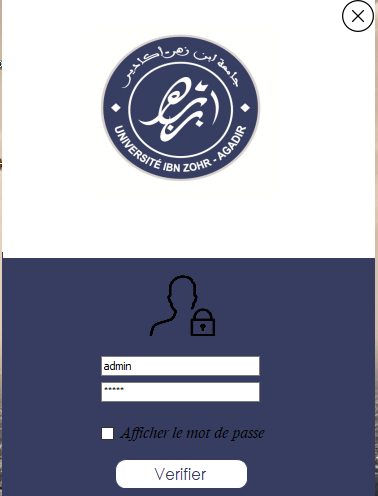 جامعة ابن زهر - اكادير
UNIVERSITÉ IBN ZOHR - AGADIR
admin
*****
Afficher le mot de passe
Verifier